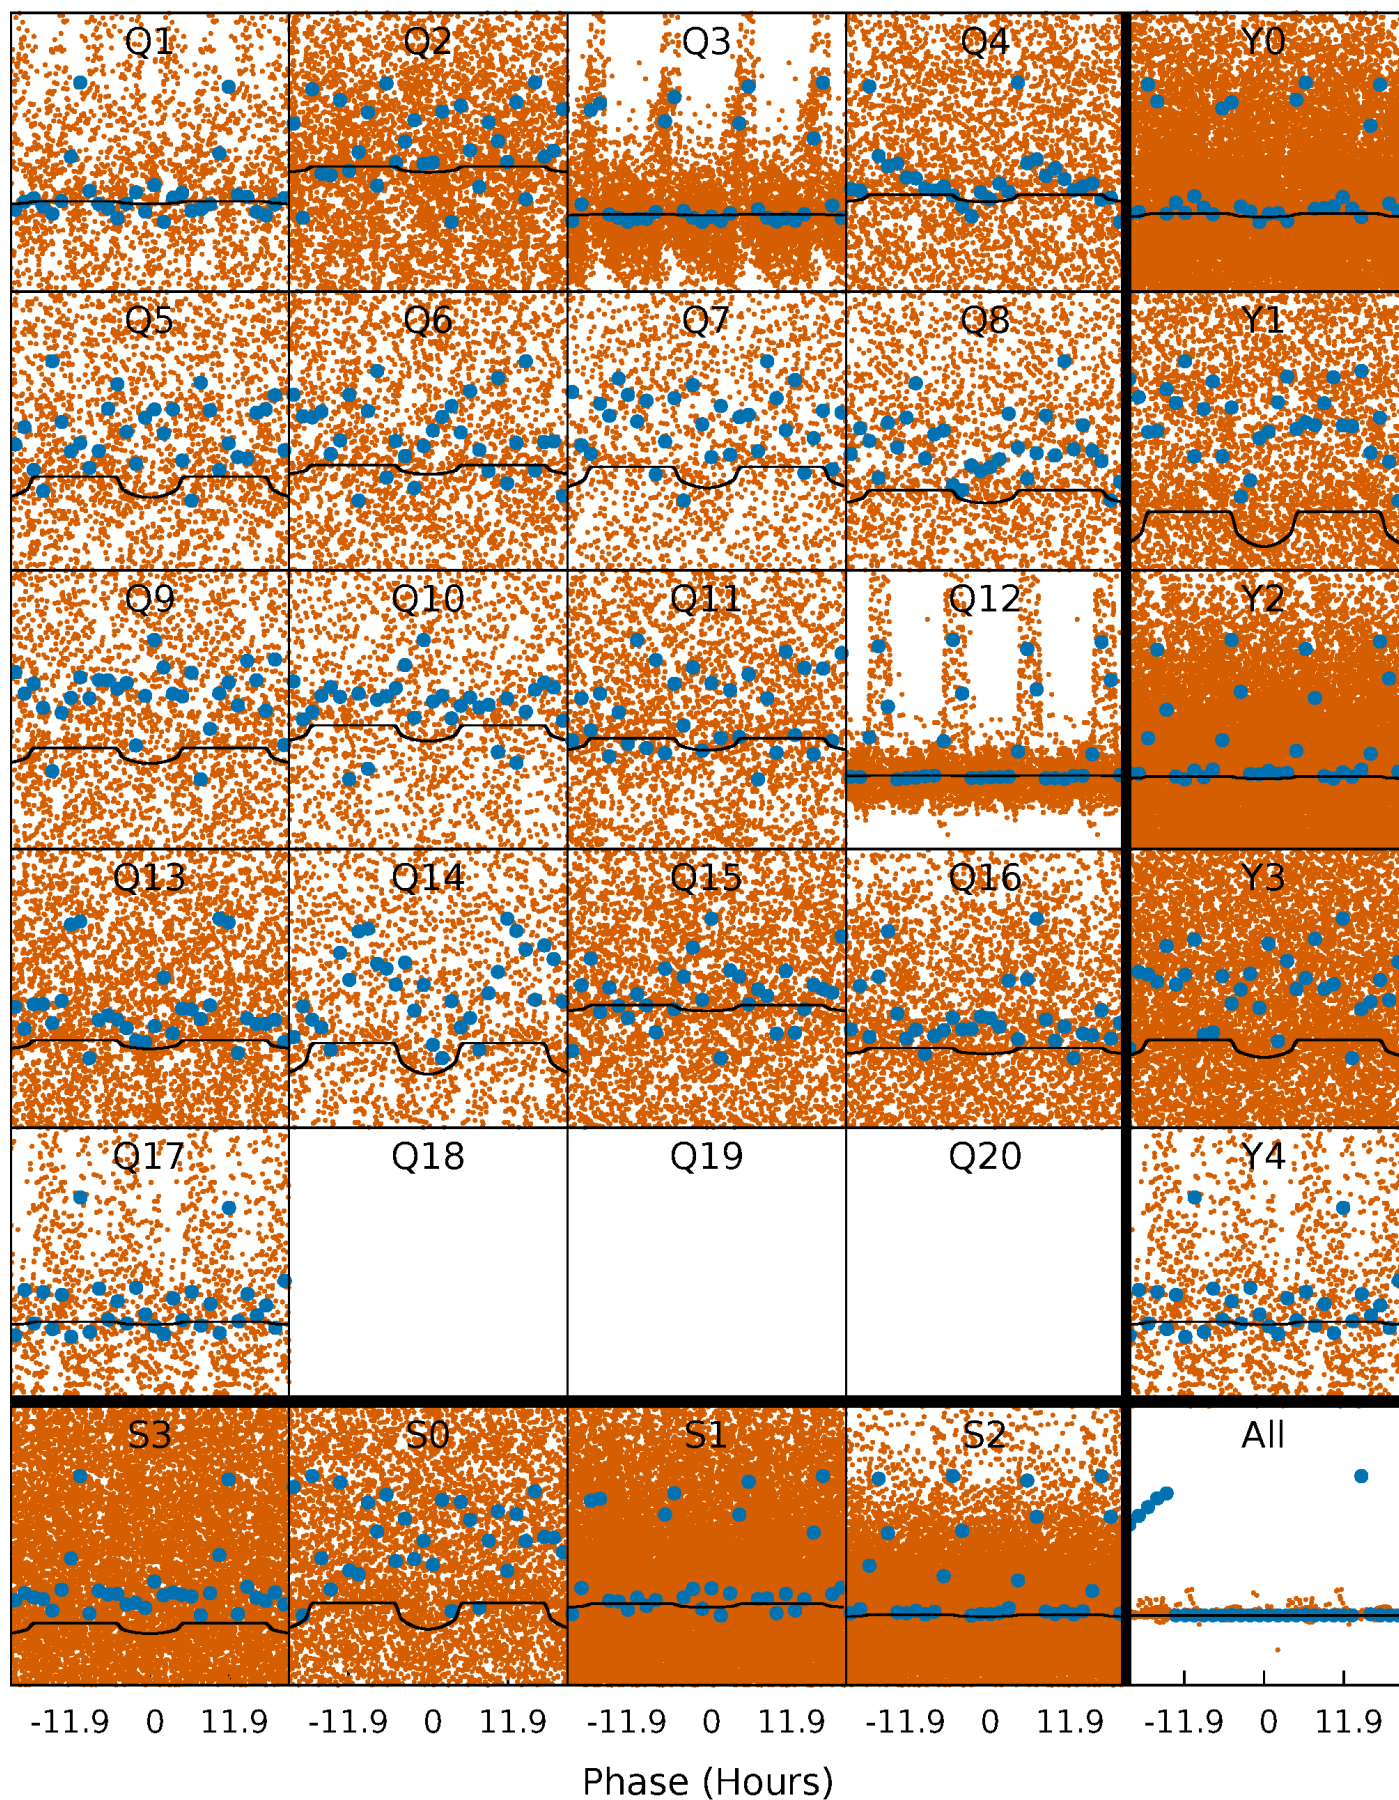 Q1 Q2 Q3 Q4 Y0
Q5 Q6 Q7 Q8 Y1
Q9 Q10 Q11 Q12 Y2
Q13 Q14 Q15 Q16 Y3
Q17 Q18 Q19 Q20 Y4
S3 S0 S1 S2 All
-11.9 0 11.9 -11.9 0 11.9 -11.9 0 11.9 -11.9 0 11.9 -11.9 0 11.9
Phase (Hours)